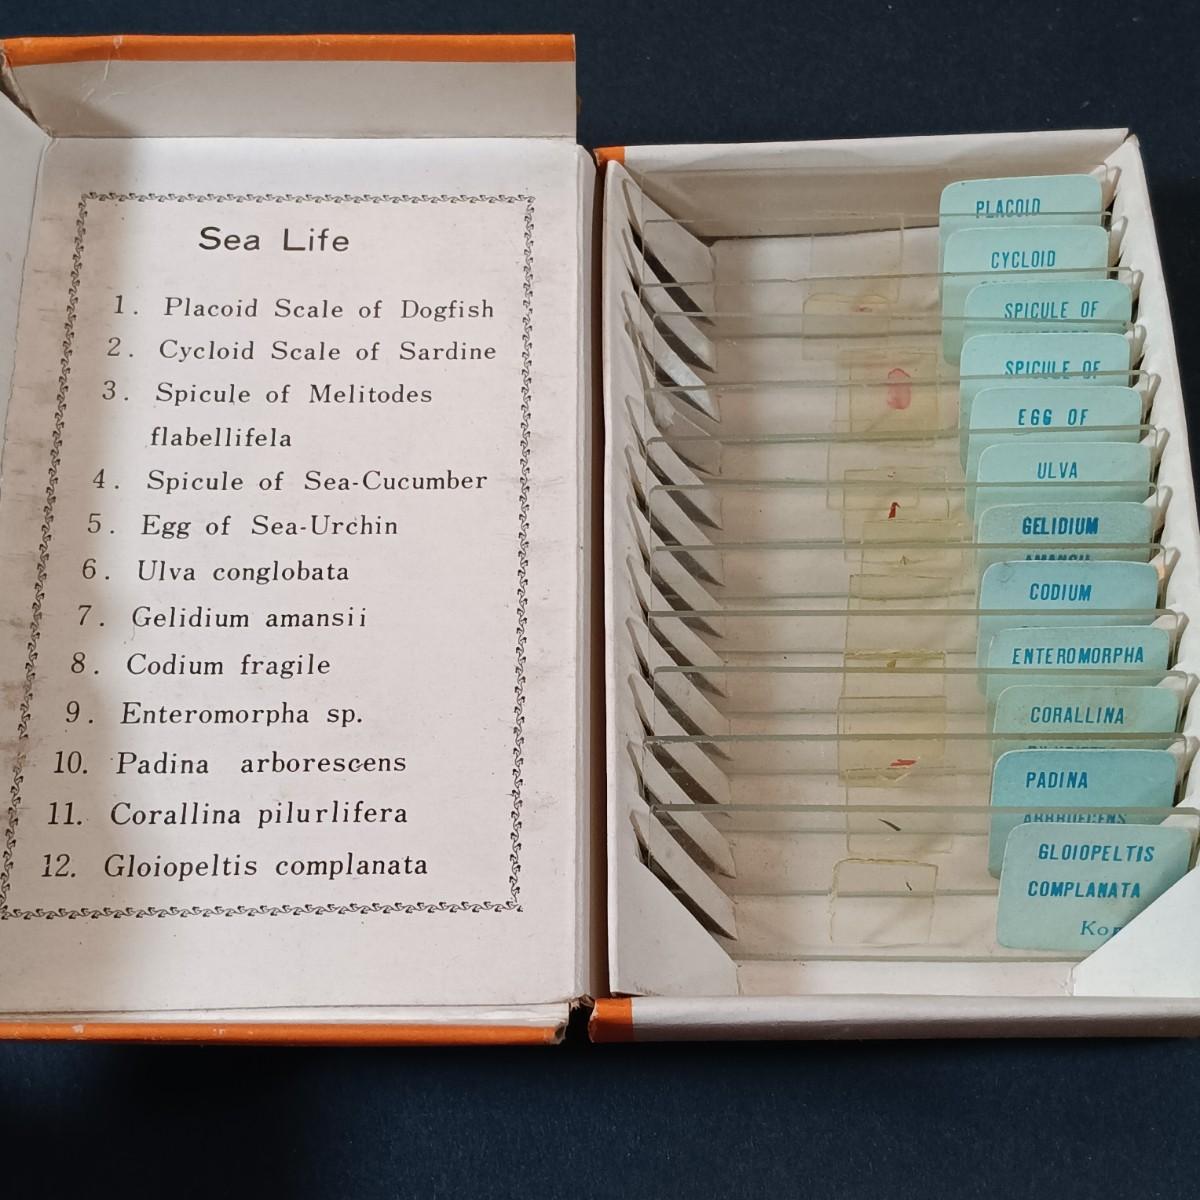 Sea Life
1. Placoid Scale of Dogfish
2. Cycloid Scale of Sardine
3. Spicule of Melitodes
flabellifela
4. Spicule of Sea-Cucumber
5. Egg of Sea-Urchin
6. Ulva conglobata
7. Gelidium amansii
8. Codium fragile
9. Enteromorpha sp.
10. Padina arborescens
11. Corallina pilurlifera
12. Gloiopeltis complanata
PLACOID
CYCLOID
SPICULE OF
SPICULE OF
EGG OF
ULVA
GELIDIUM
AMANSII
CODIUM
ENTEROMORPHA
CORALLINA
PADINA
GLOIOPELTIS
COMPLANATA
Kor